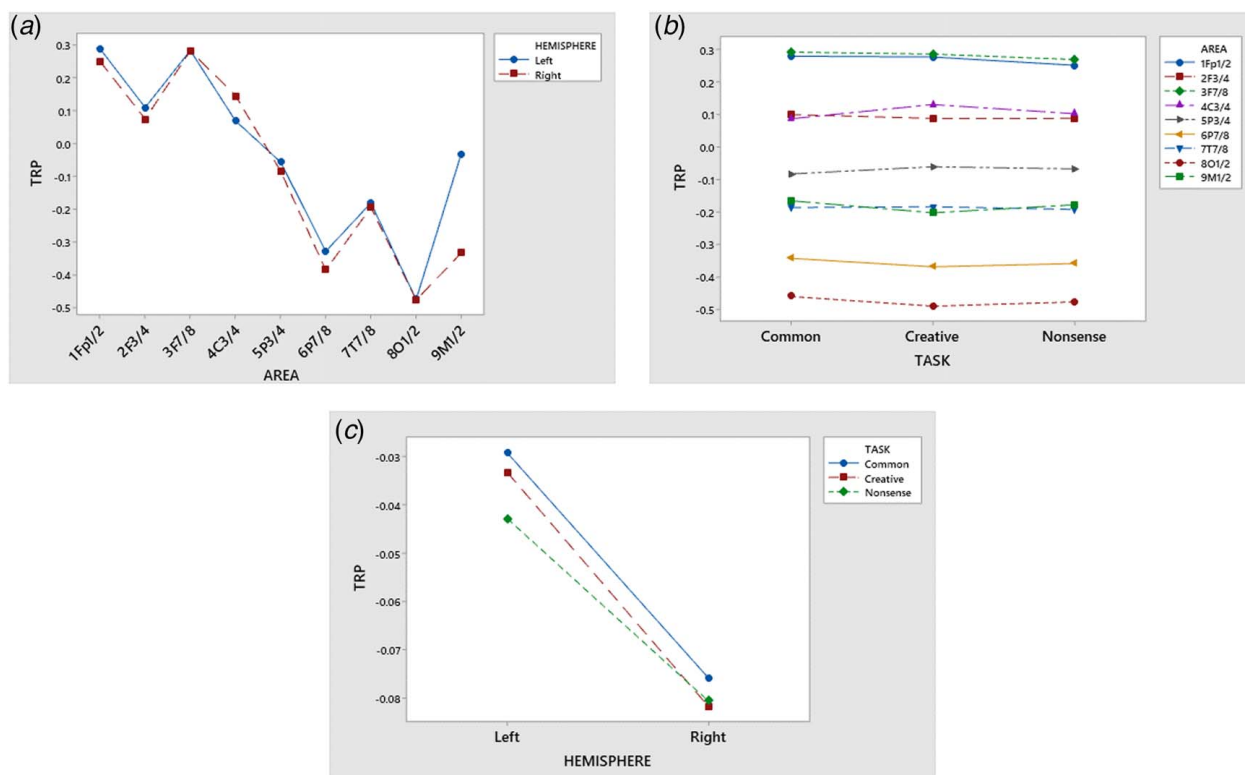 (a)
HEMISPHERE
Left
Right
0.3
0.2
0.1
0.0
-0.1
-0.2
-0.3
-0.4
-0.5
TRP
1Fp1/2 2F3/4 3F7/8 4C3/4 5P3/4 6P7/8 7T7/8 8O1/2 9M1/2
AREA
(b)
AREA
1Fp1/2
2F3/4
3F7/8
4C3/4
5P3/4
6P7/8
7T7/8
8O1/2
9M1/2
0.3
0.2
0.1
0.0
-0.1
-0.2
-0.3
-0.4
-0.5
TRP
Common Creative Nonsense
TASK
(c)
TASK
Common
Creative
Nonsense
-0.03
-0.04
-0.05
-0.06
-0.07
-0.08
TRP
Left Right
HEMISPHERE